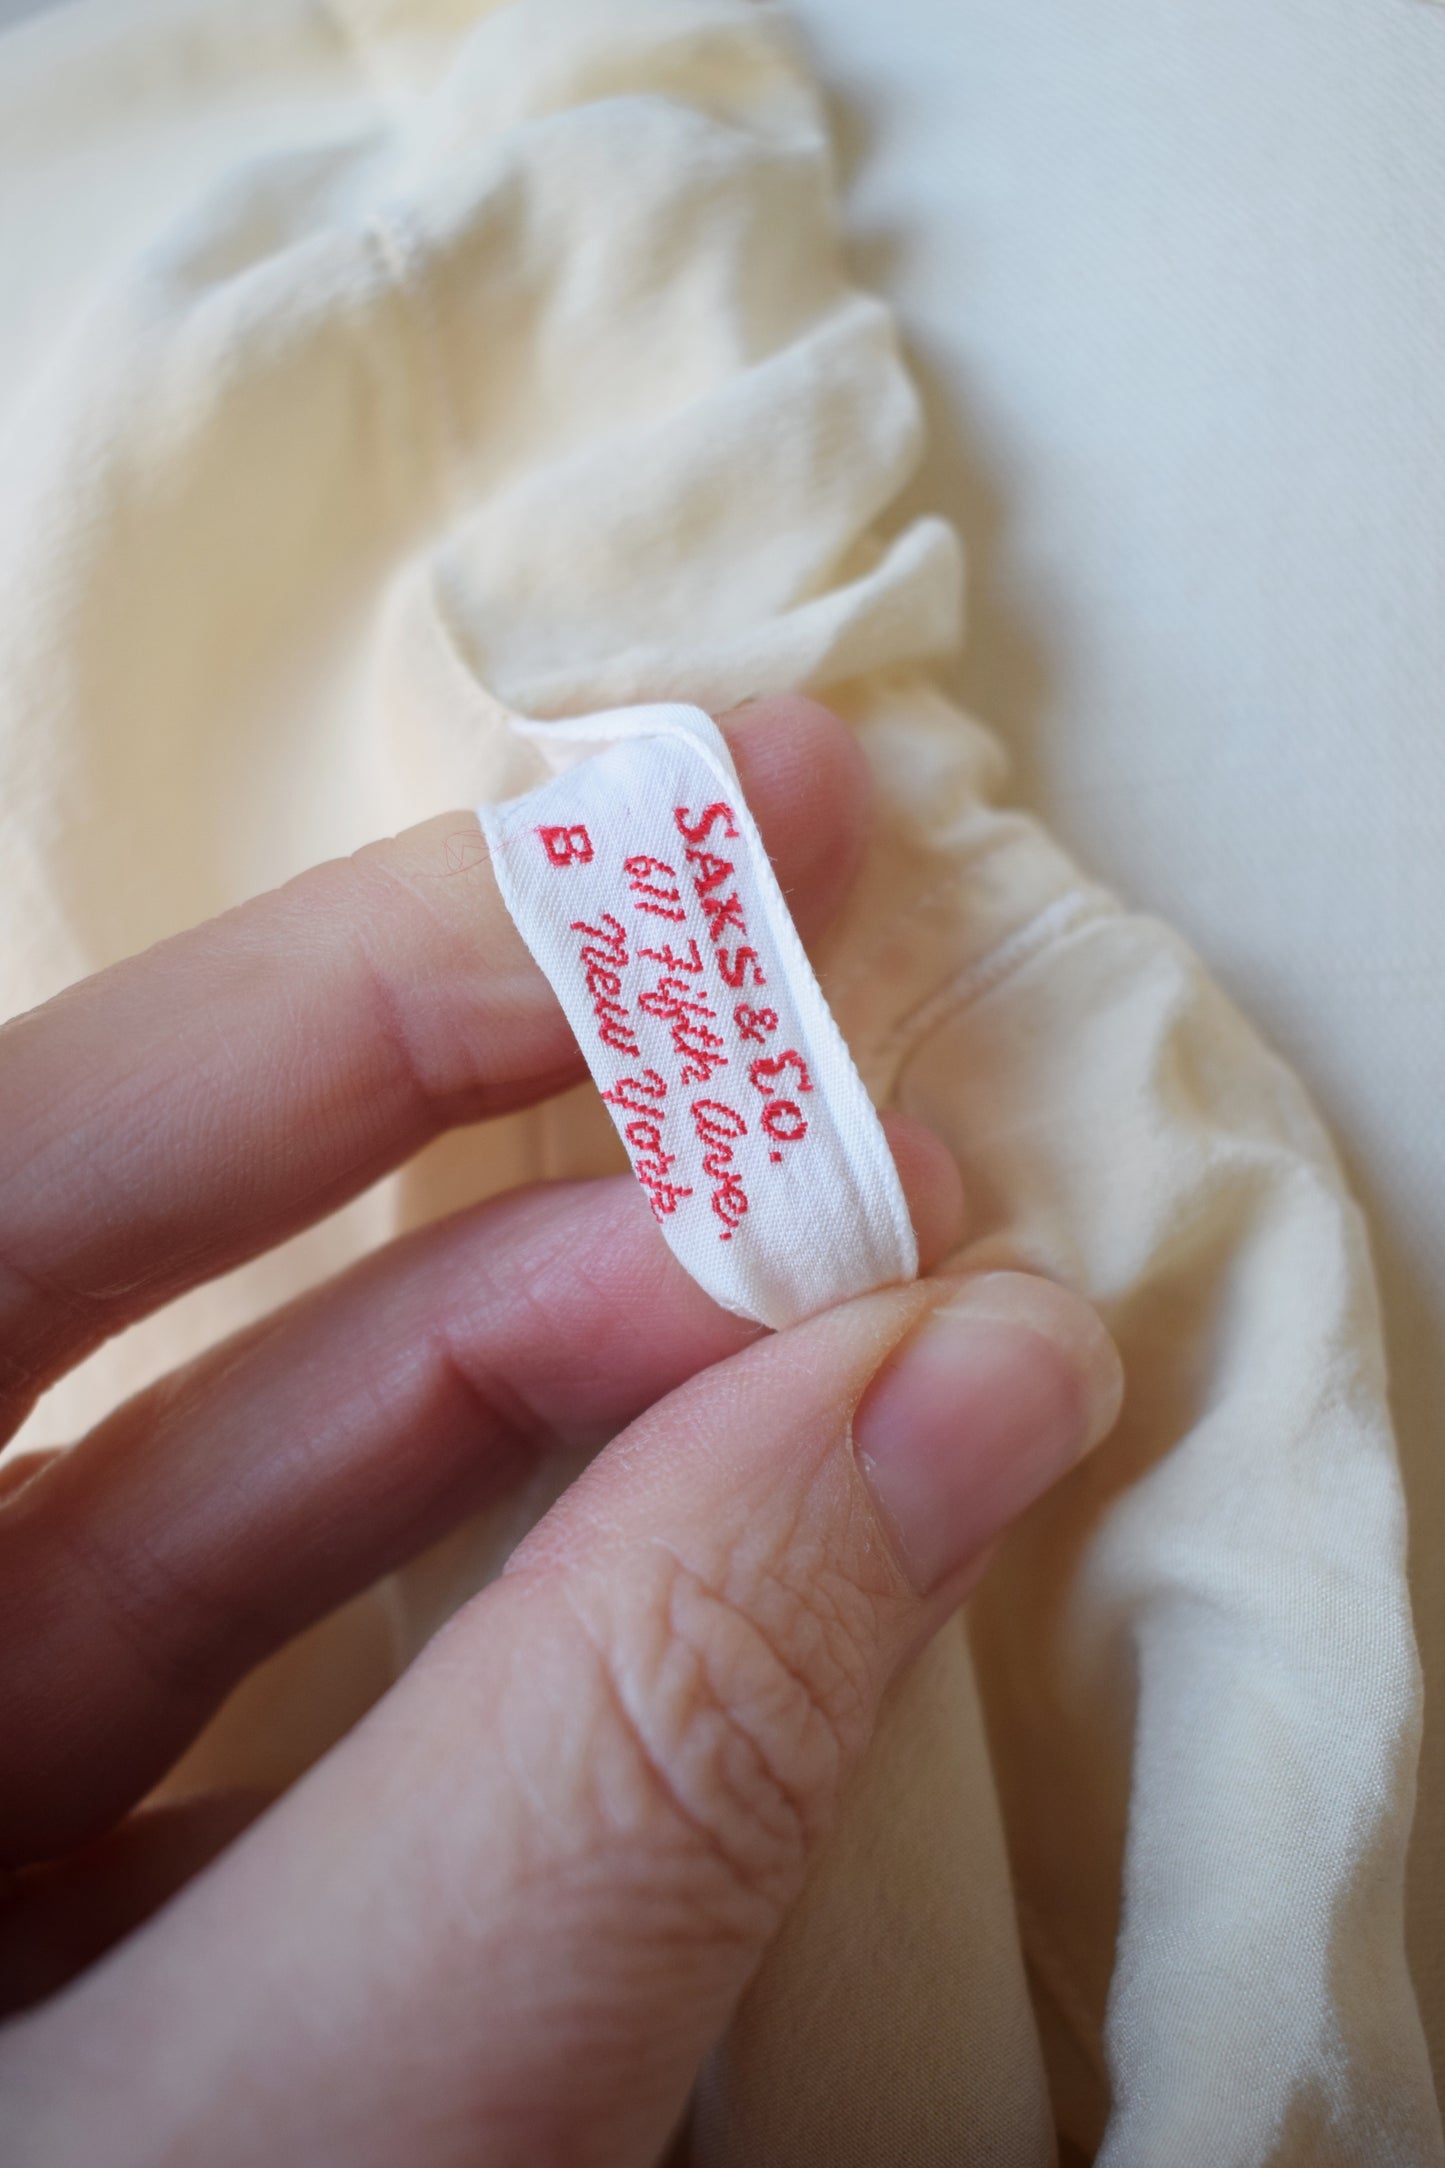 SAKS & CO.
611 Fifth Ave.
New York
B